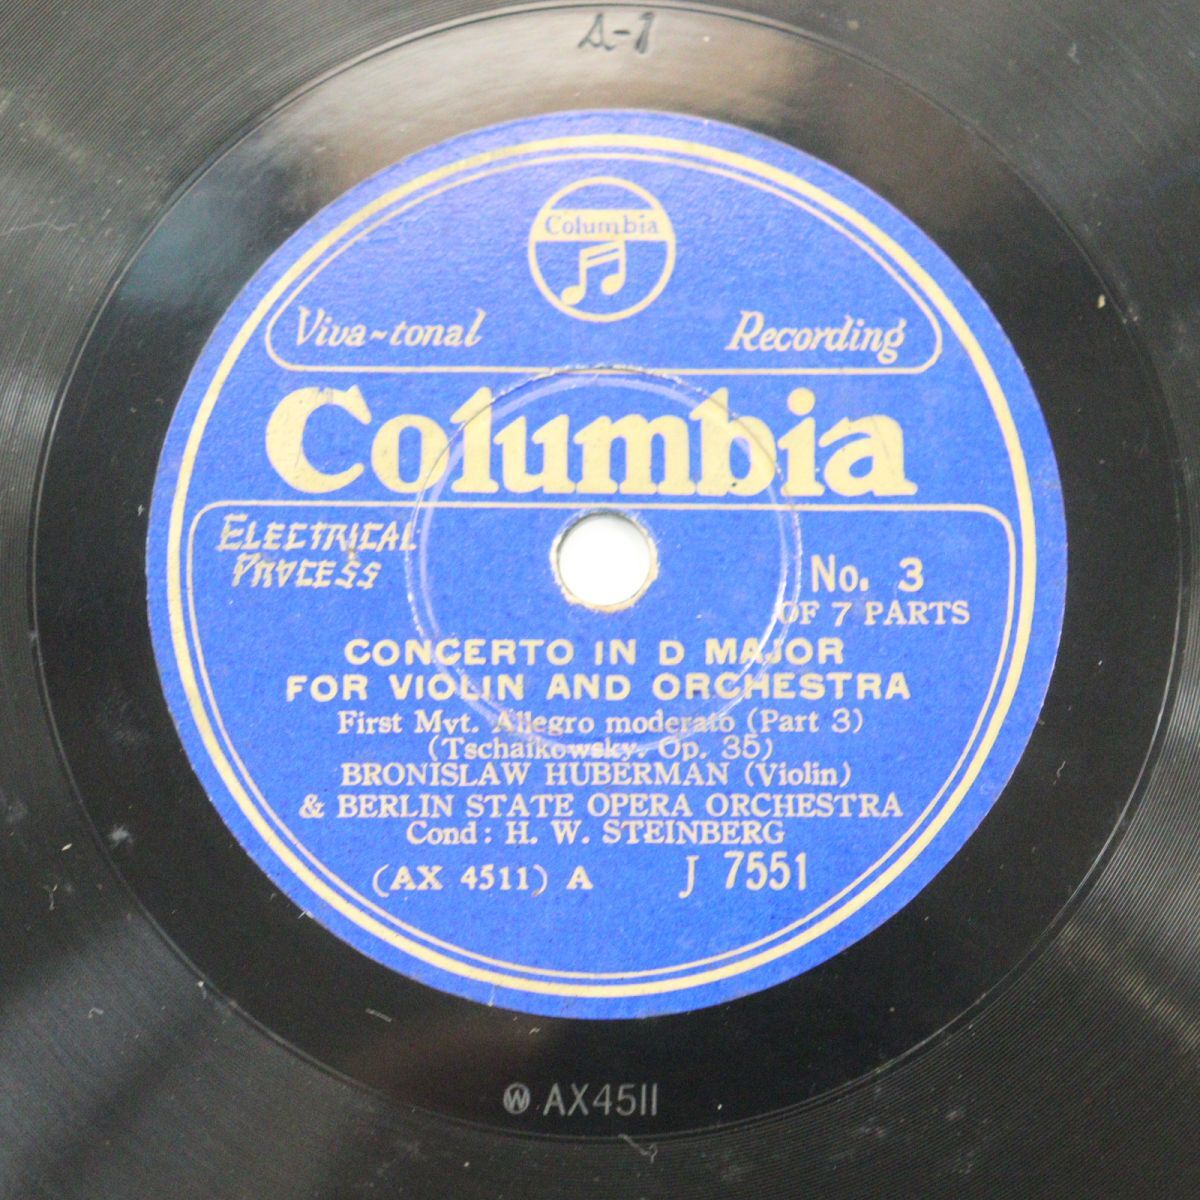 A-1
Columbia
Viva-tonal Recording
Columbia
ELECTRICAL
PROCESS
No. 3
OF 7 PARTS
CONCERTO IN D MAJOR
FOR VIOLIN AND ORCHESTRA
First Mvt. Allegro moderato (Part 3)
(Tschaikowsky. Op. 35)
BRONISLAW HUBERMAN (Violin)
& BERLIN STATE OPERA ORCHESTRA
Cond: H. W. STEINBERG
(AX 4511) A J 7551
Ⓦ AX4511